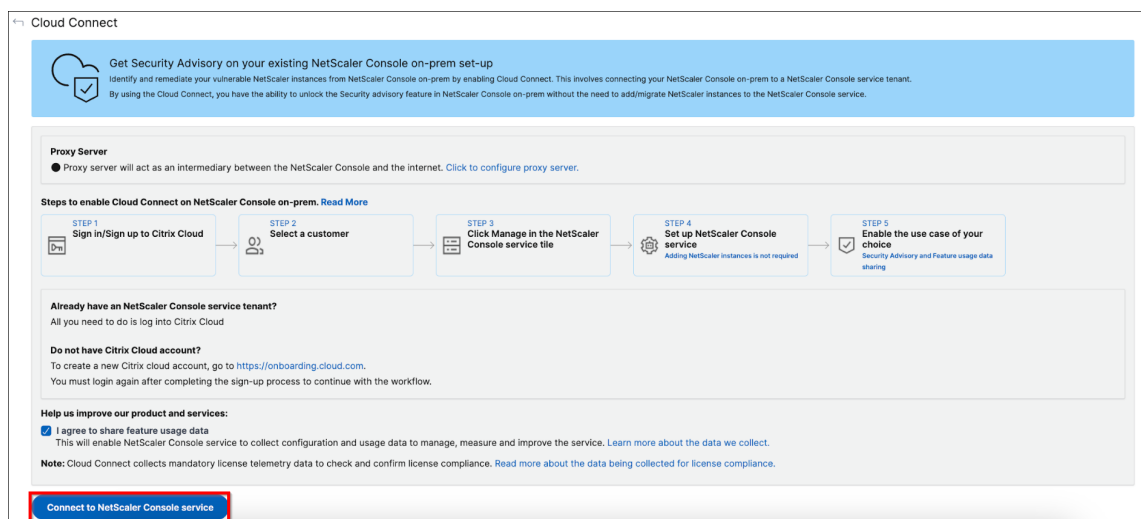 Cloud Connect
Get Security Advisory on your existing NetScaler Console on-prem set-up
Identify and remediate your vulnerable NetScaler instances from NetScaler Console on-prem by enabling Cloud Connect. This involves connecting your NetScaler Console on-prem to a NetScaler Console service tenant.
By using the Cloud Connect, you have the ability to unlock the Security advisory feature in NetScaler Console on-prem without the need to add/migrate NetScaler instances to the NetScaler Console service.
Proxy Server
Proxy server will act as an intermediary between the NetScaler Console and the internet. Click to configure proxy server.
Steps to enable Cloud Connect on NetScaler Console on-prem. Read More
STEP 1
Sign in/Sign up to Citrix Cloud
STEP 2
Select a customer
STEP 3
Click Manage in the NetScaler
Console service tile
STEP 4
Set up NetScaler Console
service
Adding NetScaler instances is not required
STEP 5
Enable the use case of your
choice
Security Advisory and Feature usage data
sharing
Already have an NetScaler Console service tenant?
All you need to do is log into Citrix Cloud
Do not have Citrix Cloud account?
To create a new Citrix cloud account, go to https://onboarding.cloud.com.
You must login again after completing the sign-up process to continue with the workflow.
Help us improve our product and services:
I agree to share feature usage data
This will enable NetScaler Console service to collect configuration and usage data to manage, measure and improve the service. Learn more about the data we collect.
Note: Cloud Connect collects mandatory license telemetry data to check and confirm license compliance. Read more about the data being collected for license compliance.
Connect to NetScaler Console service